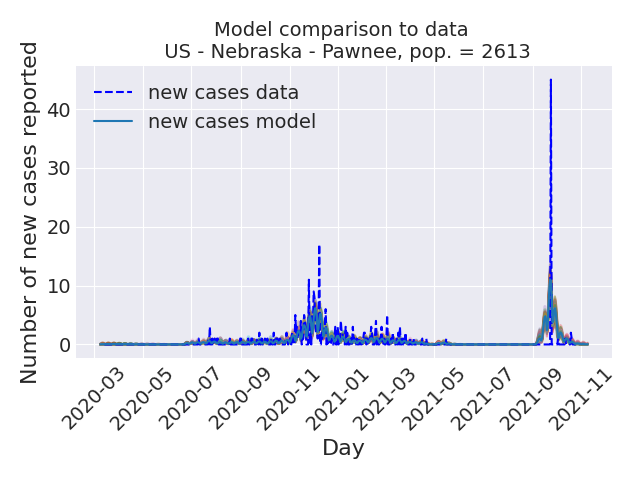 Model comparison to data
US - Nebraska - Pawnee, pop. = 2613
Number of new cases reported
new cases data
new cases model
40
30
20
10
0
2020-03
2020-05
2020-07
2020-09
2020-11
2021-01
2021-03
2021-05
2021-07
2021-09
2021-11
Day